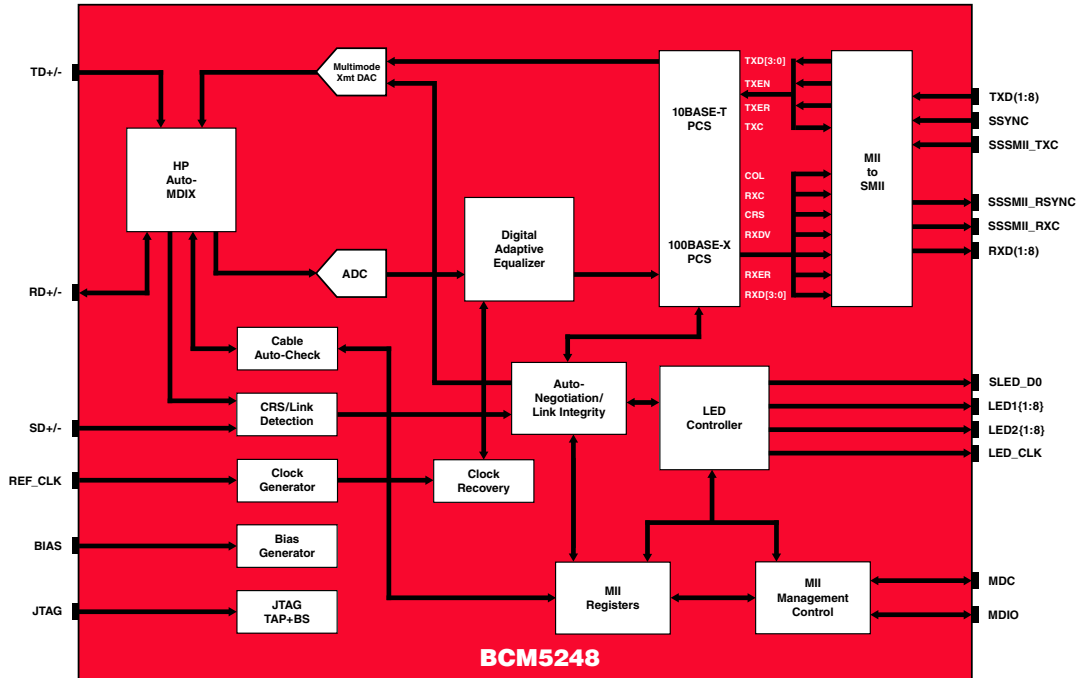 TD+/-
RD+/-
SD+/-
REF_CLK
BIAS
JTAG
Multimode
Xmt DAC
HP
Auto-
MDIX
ADC
Digital
Adaptive
Equalizer
Cable
Auto-Check
CRS/Link
Detection
Clock
Generator
Bias
Generator
JTAG
TAP+BS
Clock
Recovery
Auto-
Negotiation/
Link Integrity
10BASE-T
PCS
100BASE-X
PCS
TXD[3:0]
TXEN
TXER
TXC
COL
RXC
CRS
RXDV
RXER
RXD[3:0]
MII
to
SMII
LED
Controller
MII
Registers
MII
Management
Control
TXD(1:8)
SSYNC
SSSMII_TXC
SSSMII_RSYNC
SSSMII_RXC
RXD(1:8)
SLED_D0
LED1{1:8}
LED2{1:8}
LED_CLK
MDC
MDIO
BCM5248